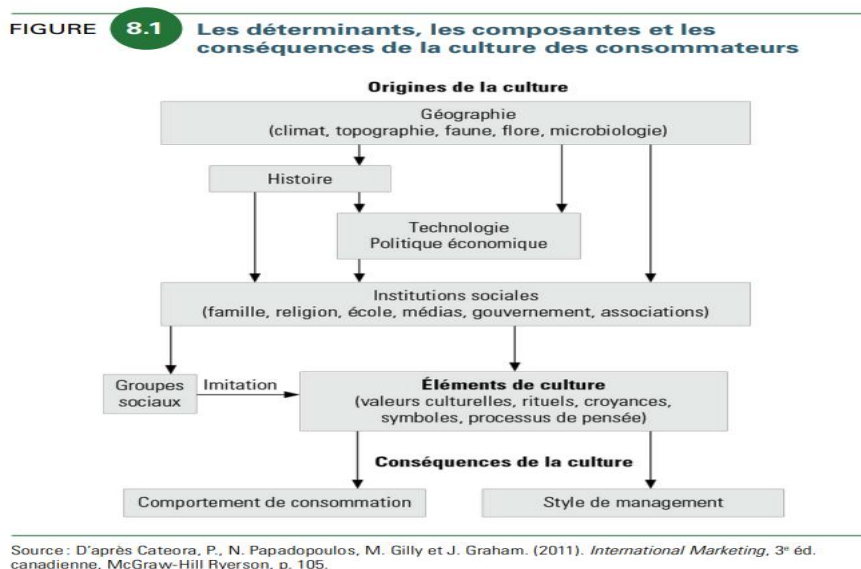 FIGURE 8.1 Les déterminants, les composantes et les
conséquences de la culture des consommateurs
Origines de la culture
Géographie
(climat, topographie, faune, flore, microbiologie)
Histoire
Technologie
Politique économique
Institutions sociales
(famille, religion, école, médias, gouvernement, associations)
Groupes
sociaux
Imitation
Éléments de culture
(valeurs culturelles, rituels, croyances,
symboles, processus de pensée)
Conséquences de la culture
Comportement de consommation
Style de management
Source: D'après Cateora, P., N. Papadopoulos, M. Gilly et J. Graham. (2011). International Marketing, 3ᵉ éd.
canadienne, McGraw-Hill Ryerson, p. 105.